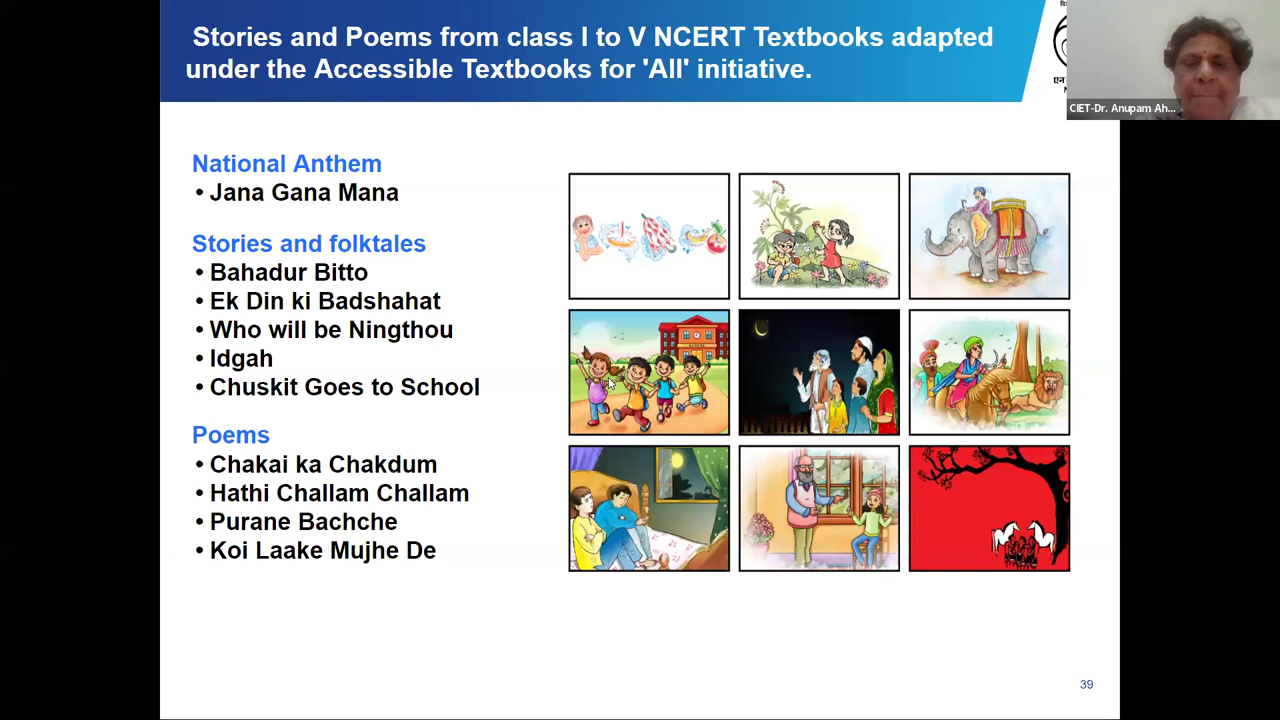 Stories and Poems from class I to V NCERT Textbooks adapted
under the Accessible Textbooks for 'All' initiative.
CIET-Dr. Anupam Ah...
National Anthem
• Jana Gana Mana
Stories and folktales
• Bahadur Bitto
• Ek Din ki Badshahat
• Who will be Ningthou
• Idgah
• Chuskit Goes to School
Poems
• Chakai ka Chakdum
• Hathi Challam Challam
• Purane Bachche
• Koi Laake Mujhe De
39